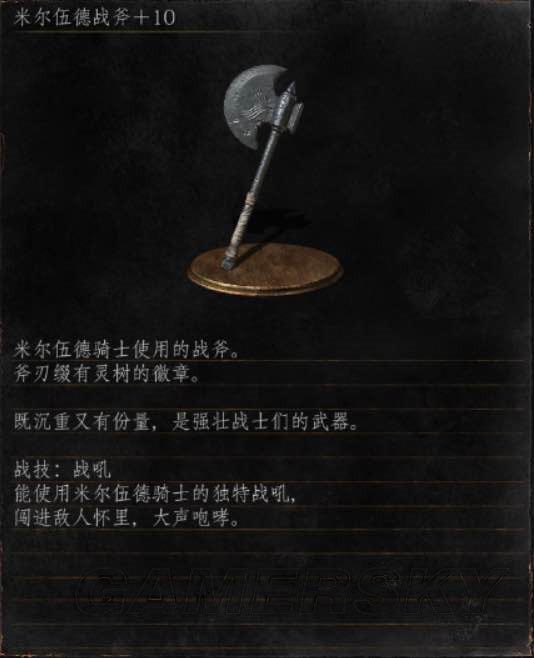 米尔伍德战斧＋10
米尔伍德骑士使用的战斧。
斧刃缀有灵树的徽章。
既沉重又有份量，是强壮战士们的武器。
战技：战吼
能使用米尔伍德骑士的独特战吼，
闯进敌人怀里，大声咆哮。
GAMERSKY